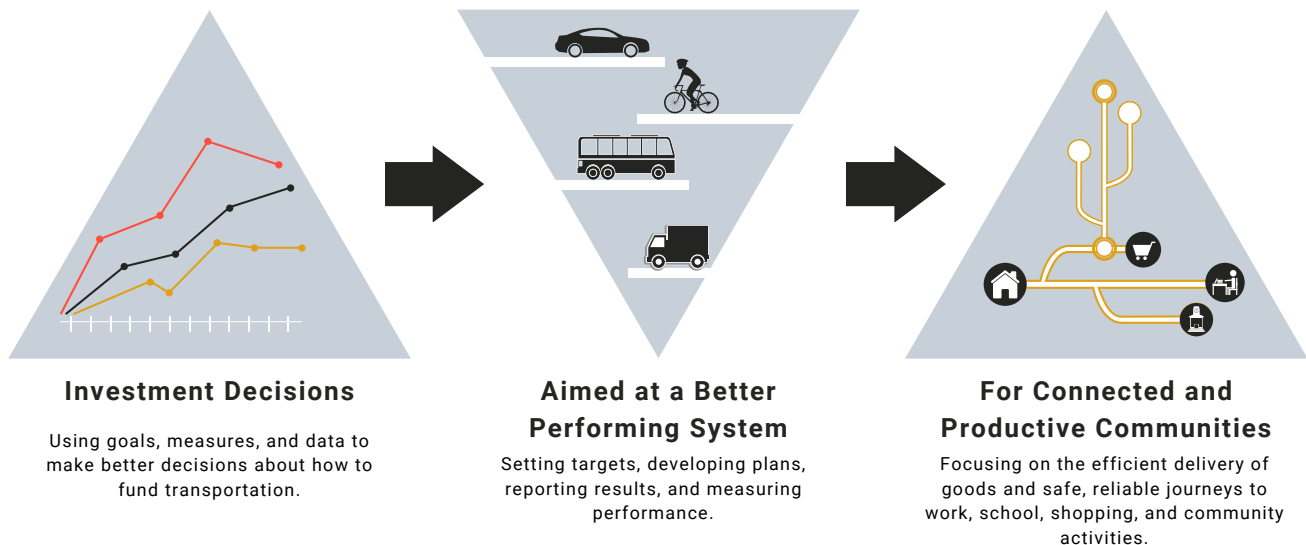 Investment Decisions
Using goals, measures, and data to
make better decisions about how to
fund transportation.
Aimed at a Better
Performing System
Setting targets, developing plans,
reporting results, and measuring
performance.
For Connected and
Productive Communities
Focusing on the efficient delivery of
goods and safe, reliable journeys to
work, school, shopping, and community
activities.